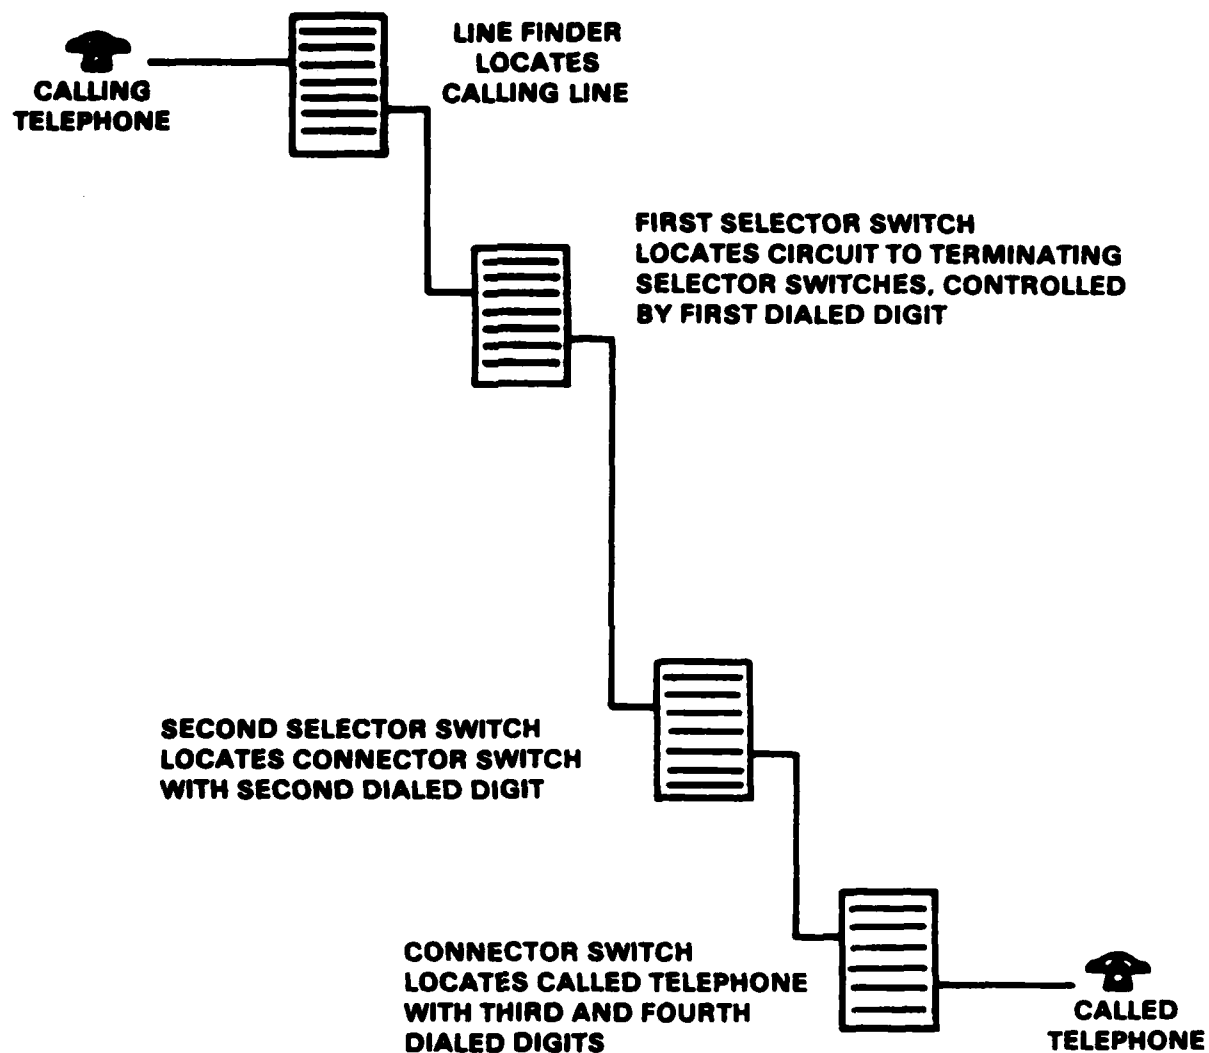 LINE FINDER
LOCATES
CALLING LINE
CALLING
TELEPHONE
FIRST SELECTOR SWITCH
LOCATES CIRCUIT TO TERMINATING
SELECTOR SWITCHES, CONTROLLED
BY FIRST DIALED DIGIT
SECOND SELECTOR SWITCH
LOCATES CONNECTOR SWITCH
WITH SECOND DIALED DIGIT
CONNECTOR SWITCH
LOCATES CALLED TELEPHONE
WITH THIRD AND FOURTH
DIALED DIGITS
CALLED
TELEPHONE